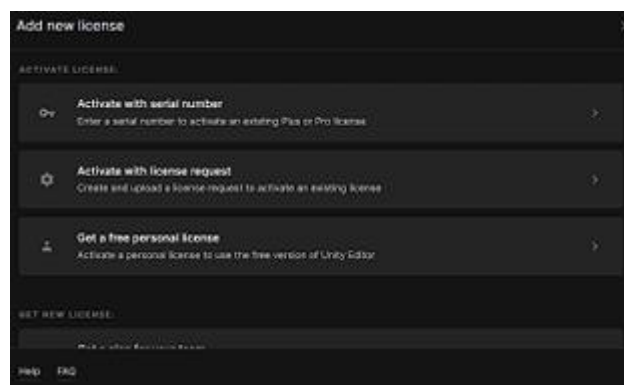 Add new license
ACTIVATE LICENSE:
Activate with serial number
Enter a serial number to activate an existing Plus or Pro license
Activate with license request
Create and upload a license request to activate an existing license
Get a free personal license
Activate a personal license to use the free version of Unity Editor
GET NEW LICENSE:
Help FAQ